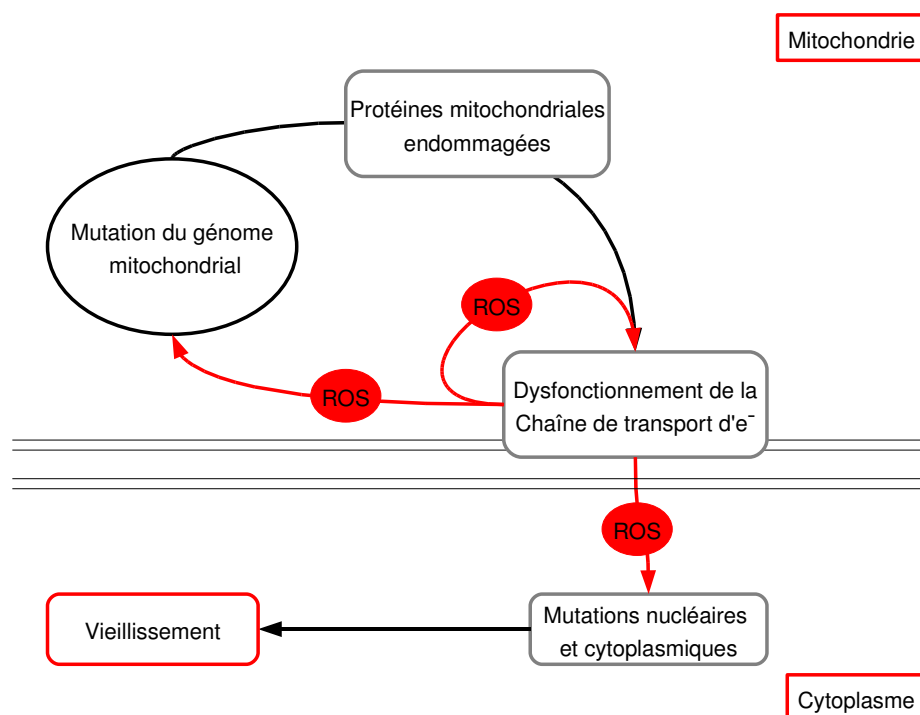 Mitochondrie
Protéines mitochondriales
endommagées
Mutation du génome
mitochondrial
ROS
ROS
Dysfonctionnement de la
Chaîne de transport d'e⁻
ROS
Mutations nucléaires
et cytoplasmiques
Vieillissement
Cytoplasme